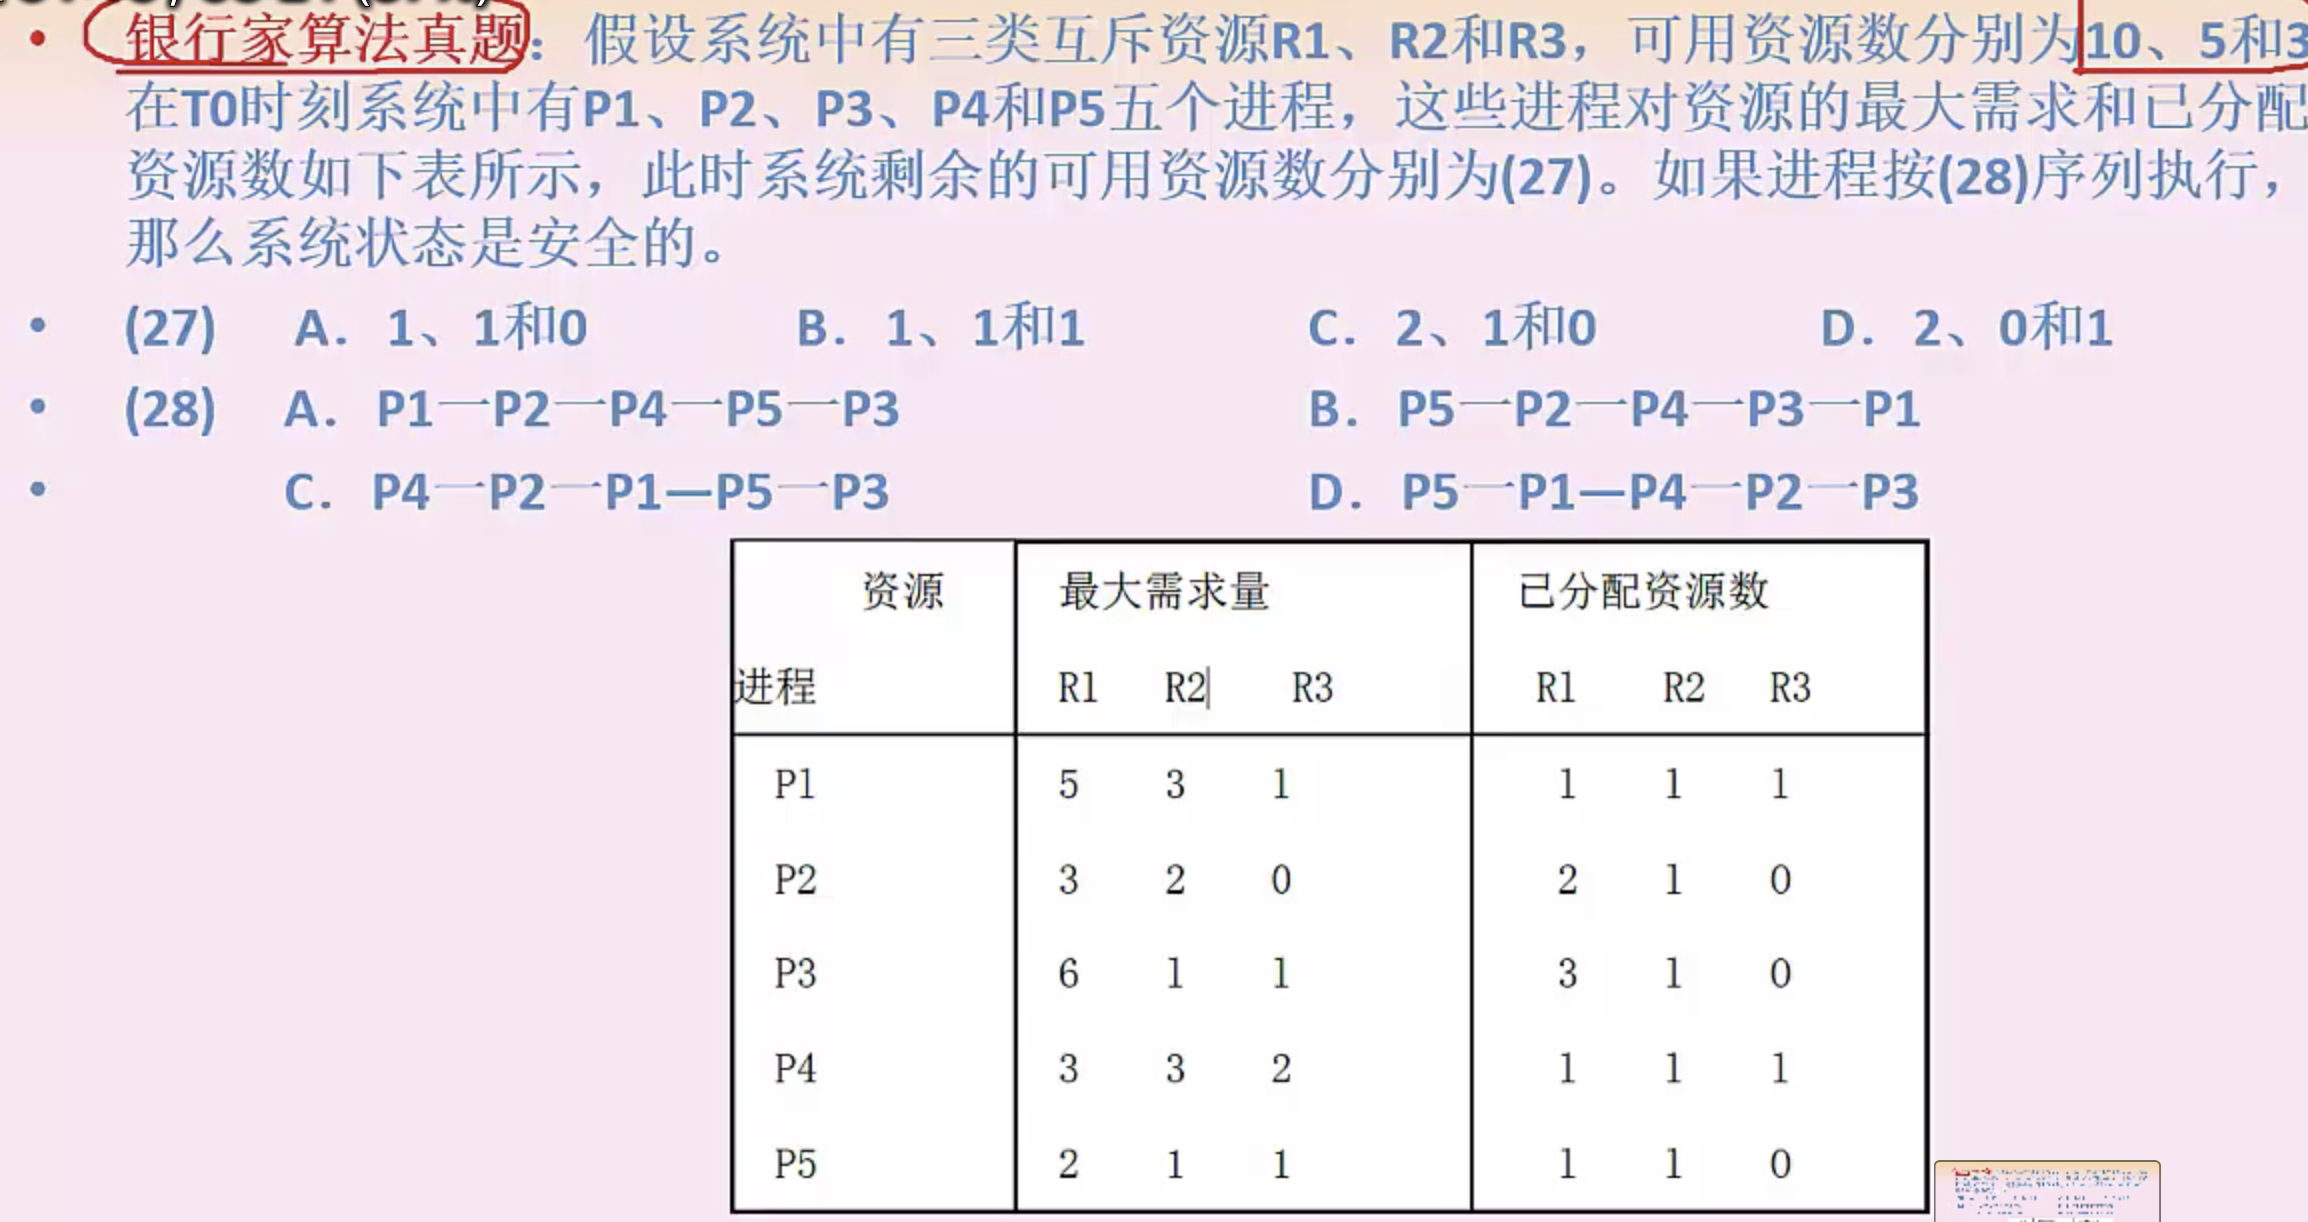 • 银行家算法真题：假设系统中有三类互斥资源R1、R2和R3，可用资源数分别为10、5和3
在T0时刻系统中有P1、P2、P3、P4和P5五个进程，这些进程对资源的最大需求和已分配
资源数如下表所示，此时系统剩余的可用资源数分别为(27)。如果进程按(28)序列执行，
那么系统状态是安全的。
• (27) A. 1、1和0 B. 1、1和1 C. 2、1和0 D. 2、0和1
• (28) A. P1—P2—P4—P5—P3 B. P5—P2—P4—P3—P1
• C. P4—P2—P1—P5—P3 D. P5—P1—P4—P2—P3
资源 最大需求量 已分配资源数
进程 R1 R2 R3 R1 R2 R3
P1 5 3 1 1 1 1
P2 3 2 0 2 1 0
P3 6 1 1 3 1 0
P4 3 3 2 1 1 1
P5 2 1 1 1 1 0